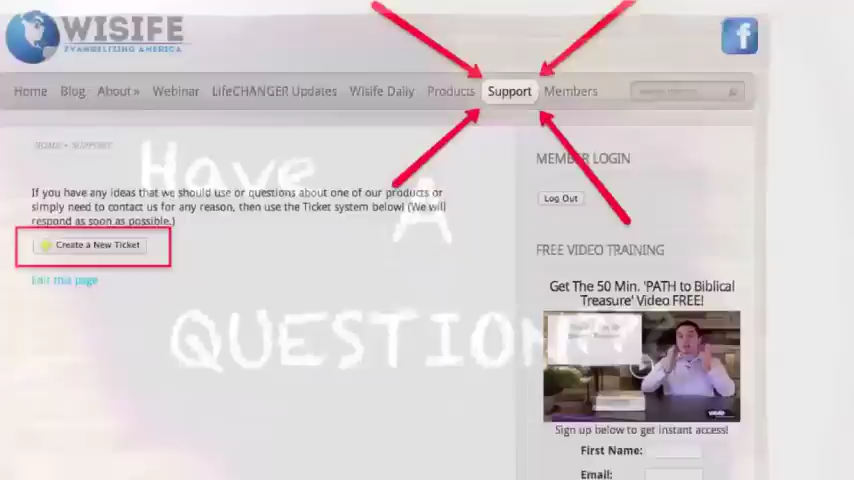 WISIFE
EVANGELIZING AMERICA
f
Home Blog About » Webinar LifeCHANGER Updates Wisife Daily Products Support Members
HOME » SUPPORT
Have
A
QUESTION??
If you have any ideas that we should use or questions about one of our products or
simply need to contact us for any reason, then use the Ticket system below! (We will
respond as soon as possible.)
Create a New Ticket
Edit this page
MEMBER LOGIN
Log Out
FREE VIDEO TRAINING
Get The 50 Min. 'PATH to Biblical
Treasure' Video FREE!
Sign up below to get instant access!
First Name:
Email: